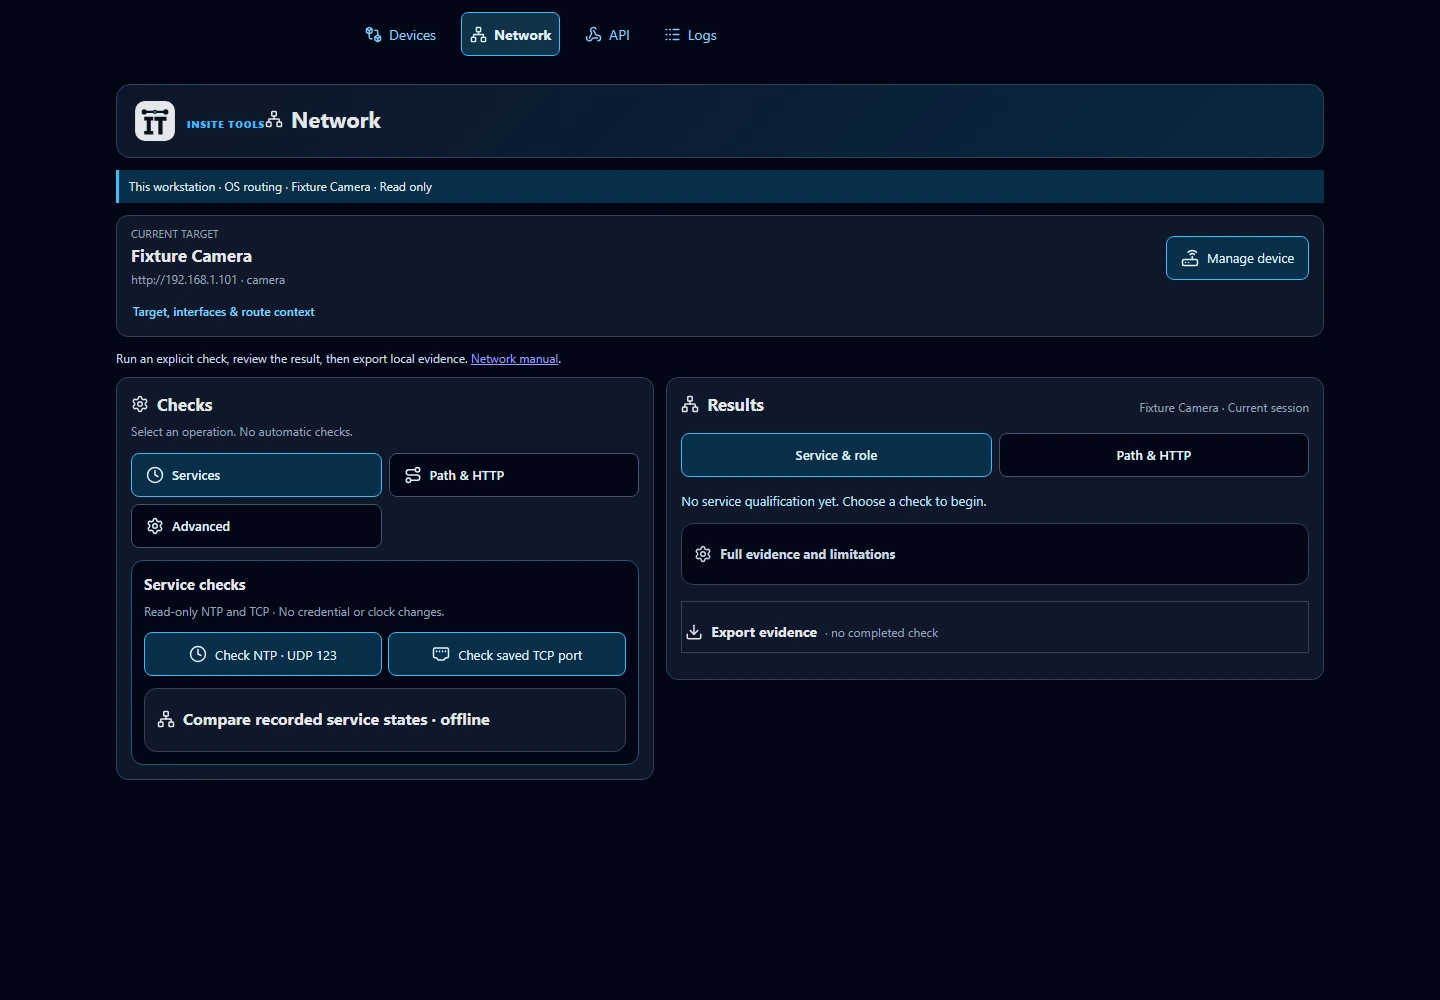 Devices
Network
API
Logs
IT
INSITE TOOLS
Network
This workstation · OS routing · Fixture Camera · Read only
CURRENT TARGET
Fixture Camera
http://192.168.1.101 · camera
Manage device
Target, interfaces & route context
Run an explicit check, review the result, then export local evidence. Network manual.
Checks
Select an operation. No automatic checks.
Services
Path & HTTP
Advanced
Service checks
Read-only NTP and TCP · No credential or clock changes.
Check NTP · UDP 123
Check saved TCP port
Compare recorded service states · offline
Results
Fixture Camera · Current session
Service & role
Path & HTTP
No service qualification yet. Choose a check to begin.
Full evidence and limitations
Export evidence · no completed check